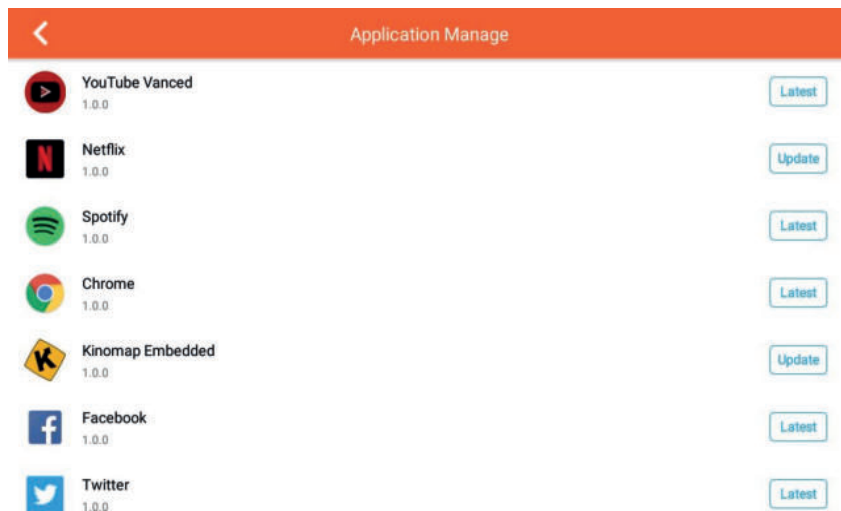 Application Manage
YouTube Vanced
1.0.0
Latest
Netflix
1.0.0
Update
Spotify
1.0.0
Latest
Chrome
1.0.0
Latest
Kinomap Embedded
1.0.0
Update
Facebook
1.0.0
Latest
Twitter
1.0.0
Latest